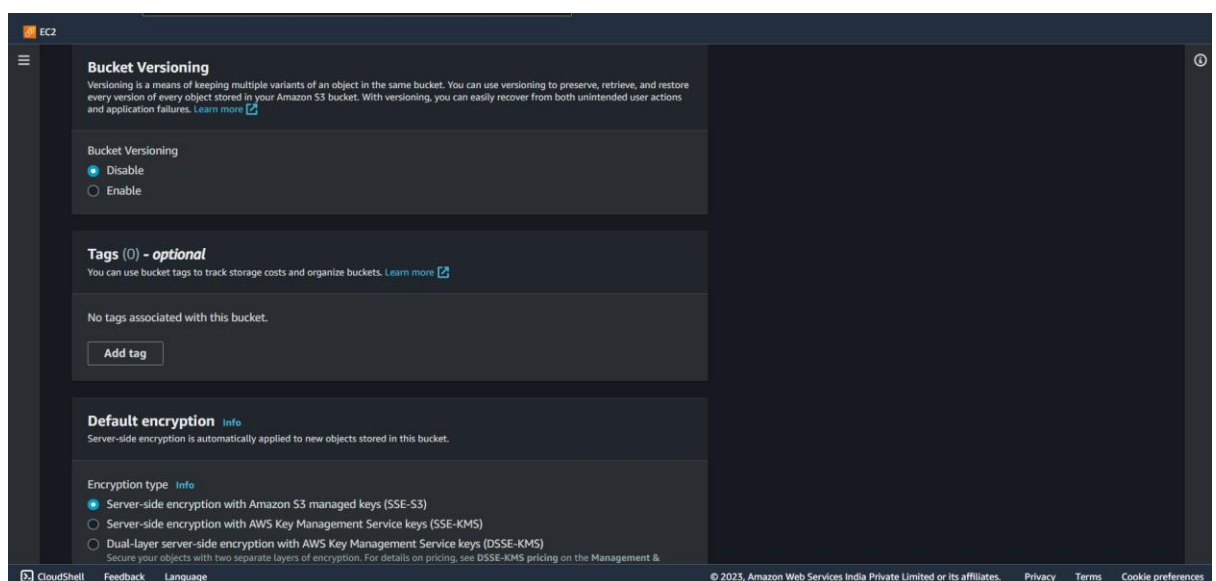 EC2
Bucket Versioning
Versioning is a means of keeping multiple variants of an object in the same bucket. You can use versioning to preserve, retrieve, and restore
every version of every object stored in your Amazon S3 bucket. With versioning, you can easily recover from both unintended user actions
and application failures. Learn more
Bucket Versioning
Disable
Enable
Tags (0) - optional
You can use bucket tags to track storage costs and organize buckets. Learn more
No tags associated with this bucket.
Add tag
Default encryption Info
Server-side encryption is automatically applied to new objects stored in this bucket.
Encryption type Info
Server-side encryption with Amazon S3 managed keys (SSE-S3)
Server-side encryption with AWS Key Management Service keys (SSE-KMS)
Dual-layer server-side encryption with AWS Key Management Service keys (DSSE-KMS)
Secure your objects with two separate layers of encryption. For details on pricing, see DSSE-KMS pricing on the Management &
CloudShell Feedback Language © 2023, Amazon Web Services India Private Limited or its affiliates. Privacy Terms Cookie preferences